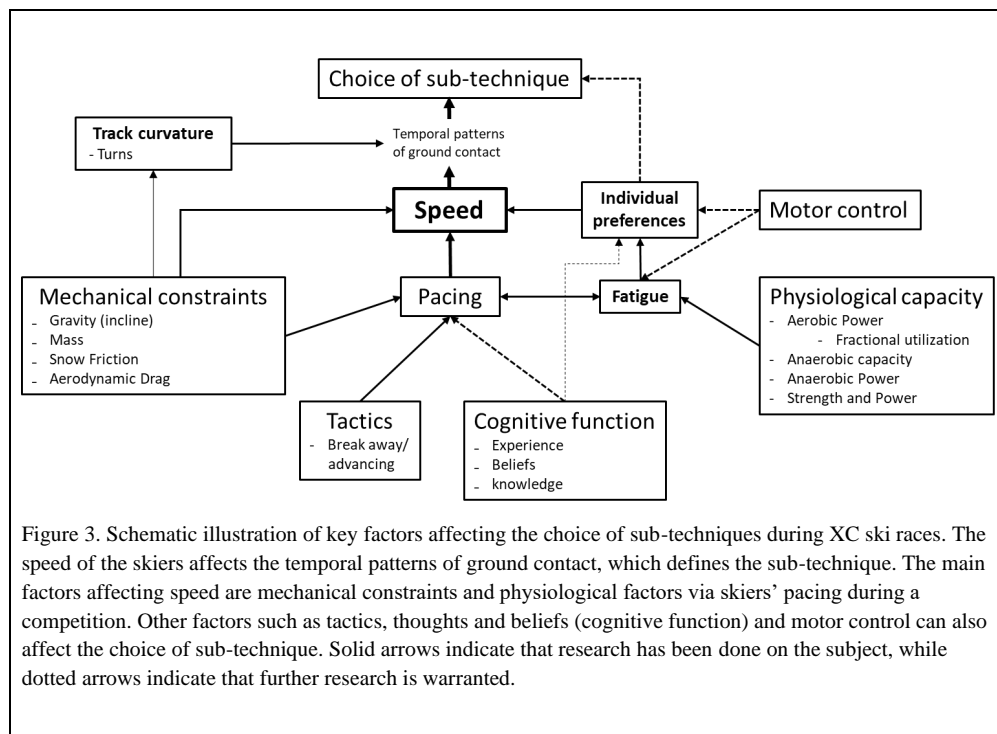 Choice of sub-technique
Track curvature
- Turns
Temporal patterns
of ground contact
Speed
Individual
preferences
Motor control
Mechanical constraints
- Gravity (incline)
- Mass
- Snow Friction
- Aerodynamic Drag
Pacing
Fatigue
Physiological capacity
- Aerobic Power
- Fractional utilization
- Anaerobic capacity
- Anaerobic Power
- Strength and Power
Tactics
- Break away/
advancing
Cognitive function
- Experience
- Beliefs
- knowledge
Figure 3. Schematic illustration of key factors affecting the choice of sub-techniques during XC ski races. The
speed of the skiers affects the temporal patterns of ground contact, which defines the sub-technique. The main
factors affecting speed are mechanical constraints and physiological factors via skiers’ pacing during a
competition. Other factors such as tactics, thoughts and beliefs (cognitive function) and motor control can also
affect the choice of sub-technique. Solid arrows indicate that research has been done on the subject, while
dotted arrows indicate that further research is warranted.